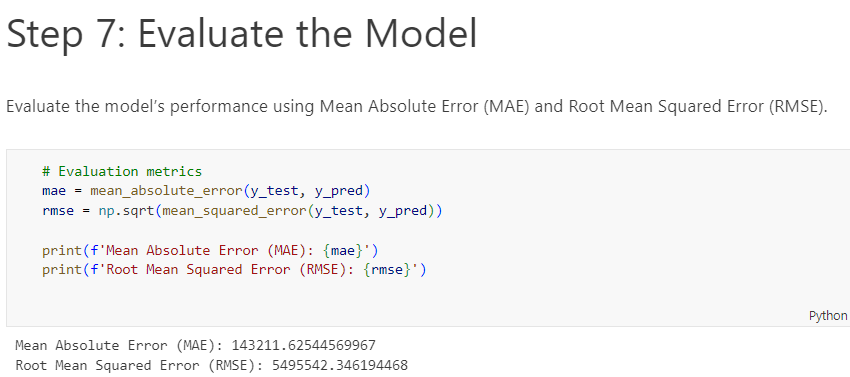 Step 7: Evaluate the Model
Evaluate the model’s performance using Mean Absolute Error (MAE) and Root Mean Squared Error (RMSE).
# Evaluation metrics
mae = mean_absolute_error(y_test, y_pred)
rmse = np.sqrt(mean_squared_error(y_test, y_pred))
print(f'Mean Absolute Error (MAE): {mae}')
print(f'Root Mean Squared Error (RMSE): {rmse}')
Python
Mean Absolute Error (MAE): 143211.62544569967
Root Mean Squared Error (RMSE): 5495542.346194468